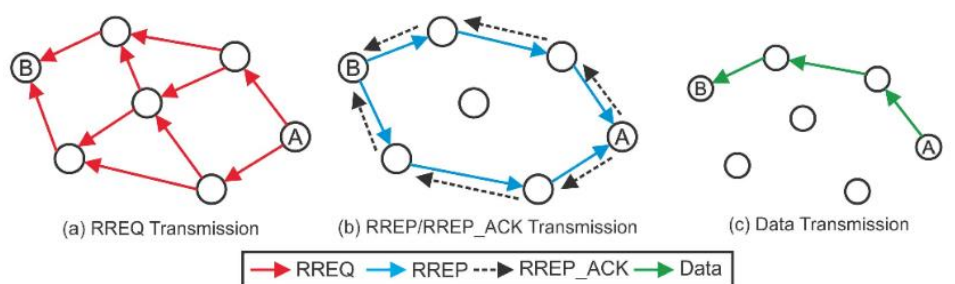 B
A
(a) RREQ Transmission
B
A
(b) RREP/RREP_ACK Transmission
B
A
(c) Data Transmission
RREQ RREP RREP_ACK Data